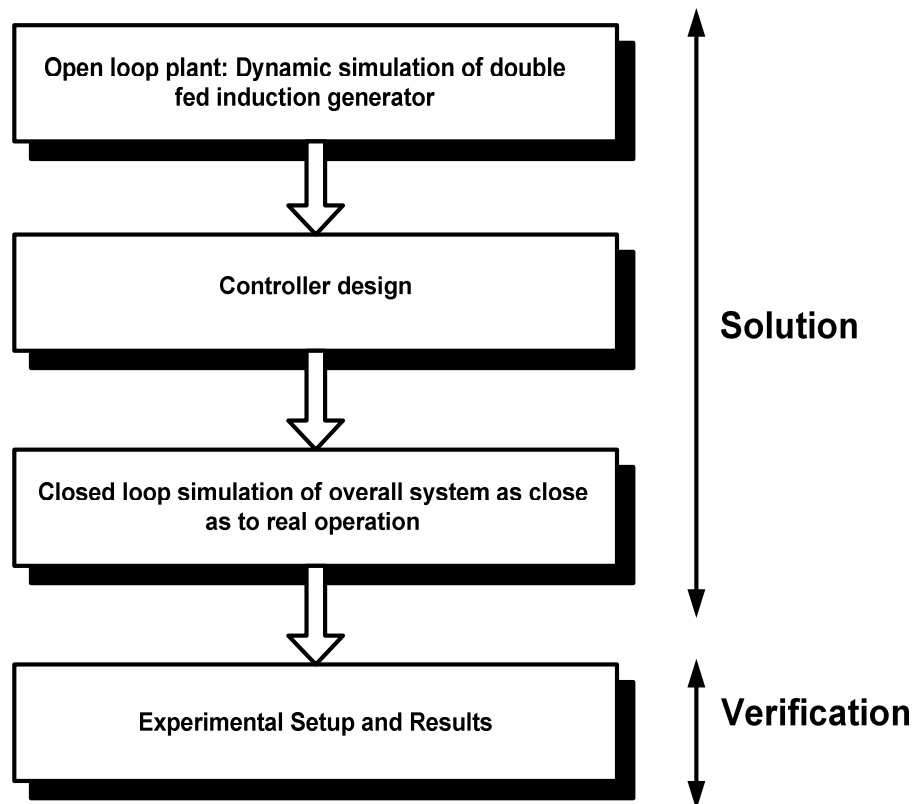 Open loop plant: Dynamic simulation of double
fed induction generator
Controller design
Solution
Closed loop simulation of overall system as close
as to real operation
Experimental Setup and Results
Verification